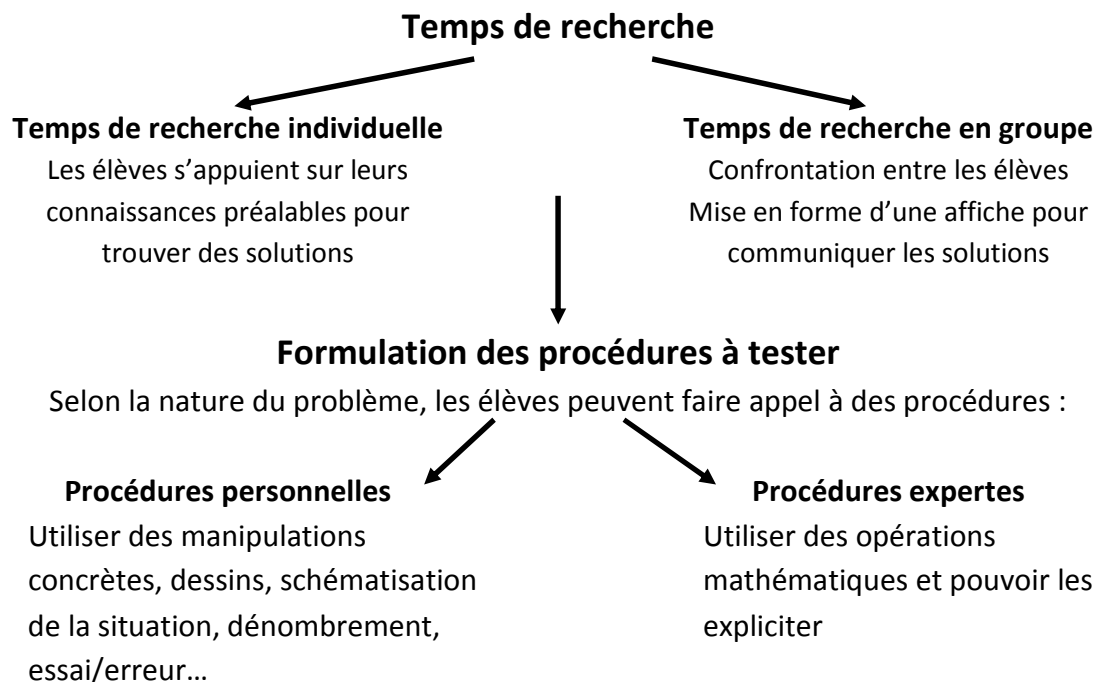 Temps de recherche
Temps de recherche individuelle
Les élèves s’appuient sur leurs
connaissances préalables pour
trouver des solutions
Temps de recherche en groupe
Confrontation entre les élèves
Mise en forme d’une affiche pour
communiquer les solutions
Formulation des procédures à tester
Selon la nature du problème, les élèves peuvent faire appel à des procédures :
Procédures personnelles
Utiliser des manipulations
concrètes, dessins, schématisation
de la situation, dénombrement,
essai/erreur…
Procédures expertes
Utiliser des opérations
mathématiques et pouvoir les
expliciter